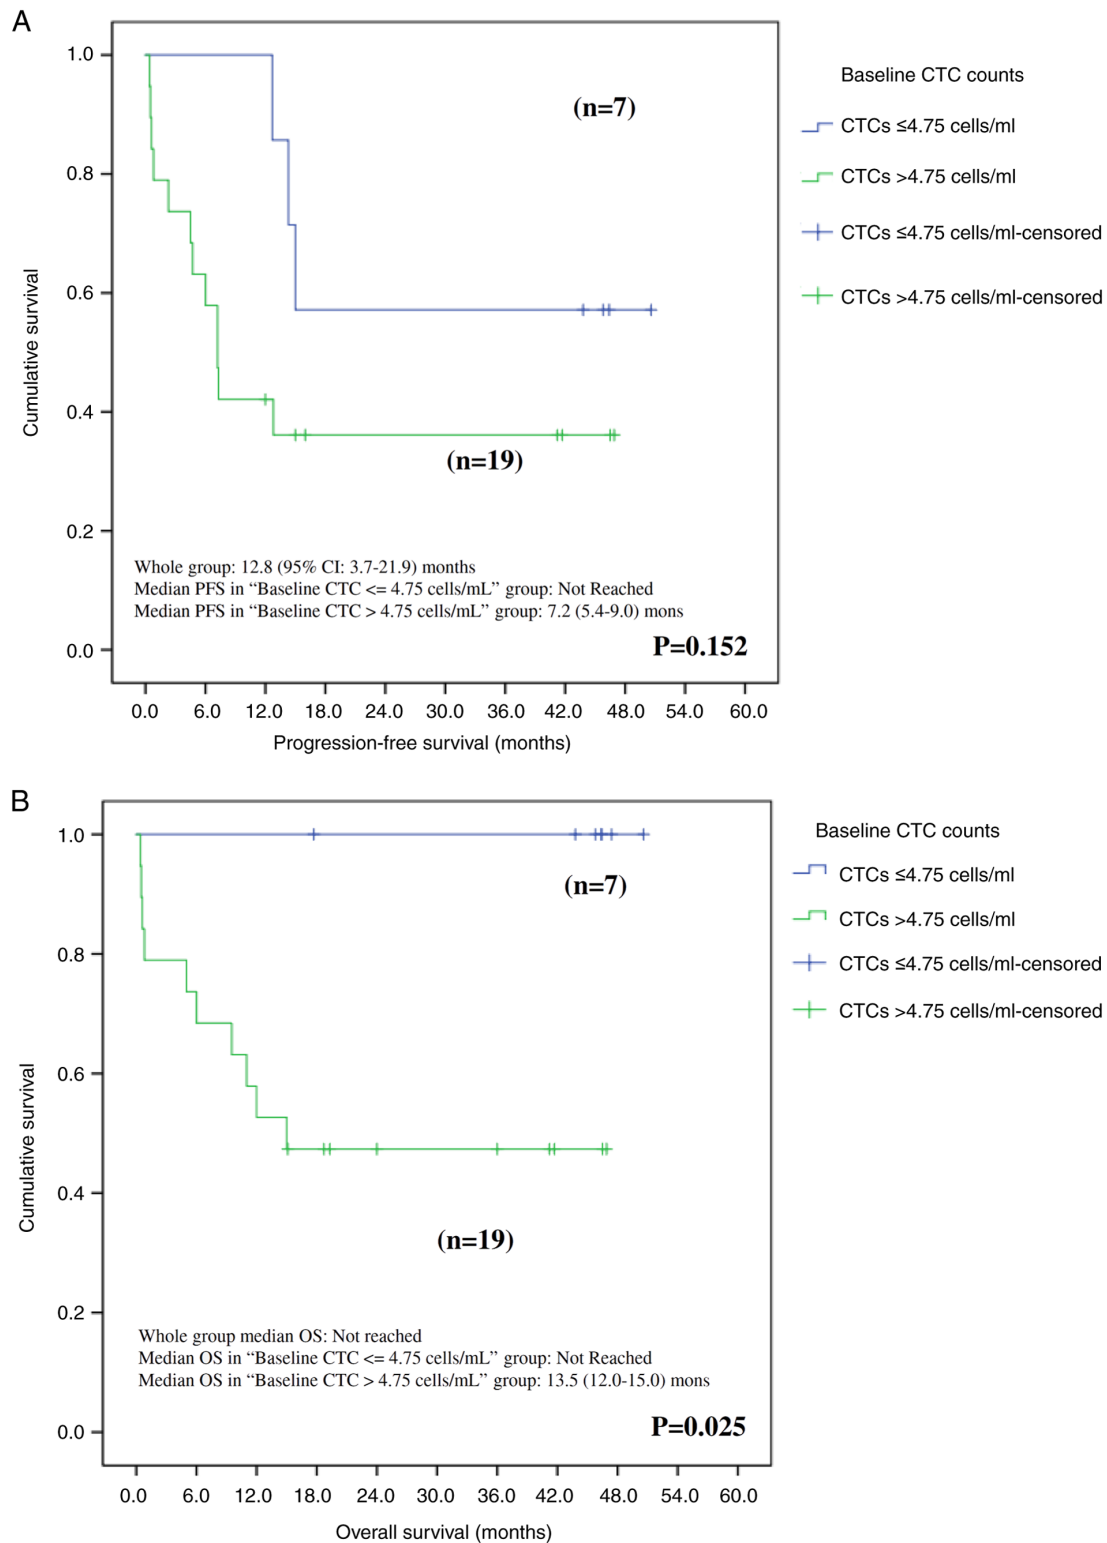 A
1.0
0.8
0.6
0.4
0.2
0.0
Cumulative survival
(n=7)
(n=19)
Whole group: 12.8 (95% CI: 3.7-21.9) months
Median PFS in “Baseline CTC <= 4.75 cells/mL” group: Not Reached
Median PFS in “Baseline CTC > 4.75 cells/mL” group: 7.2 (5.4-9.0) mons
P=0.152
0.0 6.0 12.0 18.0 24.0 30.0 36.0 42.0 48.0 54.0 60.0
Progression-free survival (months)
Baseline CTC counts
CTCs ≤4.75 cells/ml
CTCs >4.75 cells/ml
CTCs ≤4.75 cells/ml-censored
CTCs >4.75 cells/ml-censored
B
1.0
0.8
0.6
0.4
0.2
0.0
Cumulative survival
(n=7)
(n=19)
Whole group median OS: Not reached
Median OS in “Baseline CTC <= 4.75 cells/mL” group: Not Reached
Median OS in “Baseline CTC > 4.75 cells/mL” group: 13.5 (12.0-15.0) mons
P=0.025
0.0 6.0 12.0 18.0 24.0 30.0 36.0 42.0 48.0 54.0 60.0
Overall survival (months)
Baseline CTC counts
CTCs ≤4.75 cells/ml
CTCs >4.75 cells/ml
CTCs ≤4.75 cells/ml-censored
CTCs >4.75 cells/ml-censored